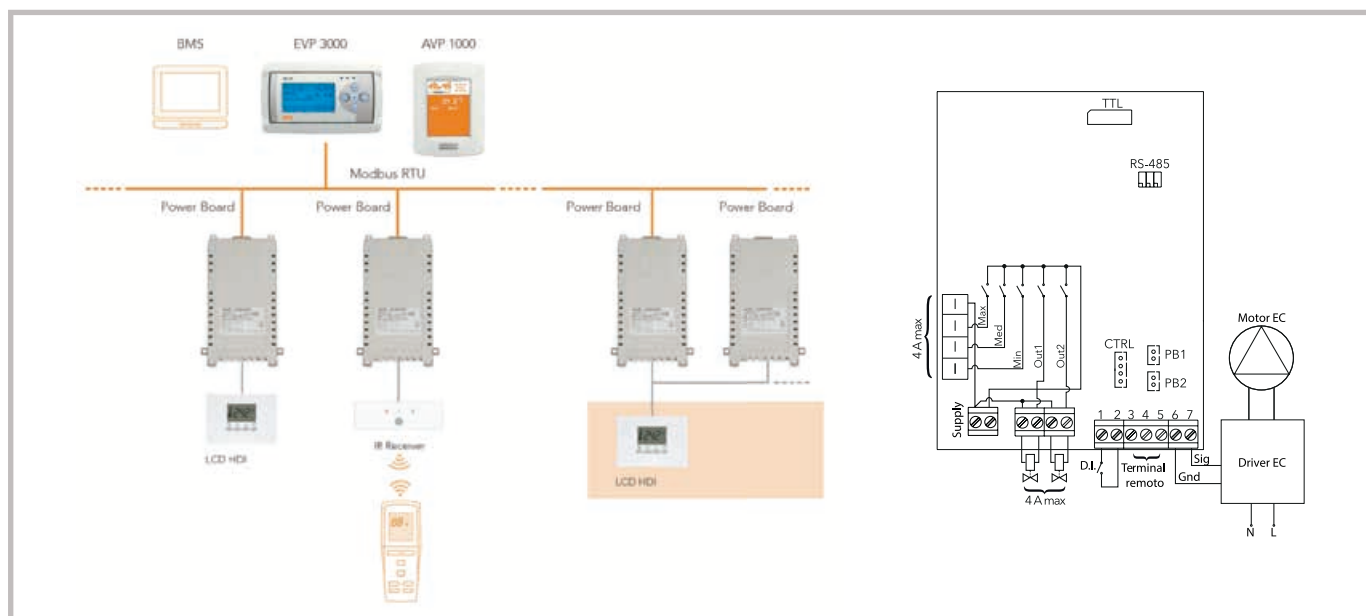 BMS
EVP 3000
AVP 1000
Modbus RTU
Power Board
Power Board
Power Board
Power Board
LCD HDI
IR Receiver
LCD HDI
TTL
RS-485
4 A max
Max
Med
Min
Out1
Out2
CTRL
PB1
PB2
Motor EC
Supply
1 2 3 4 5 6 7
D.I.
Terminal
remoto
Sig
Gnd
Driver EC
4 A max
N L